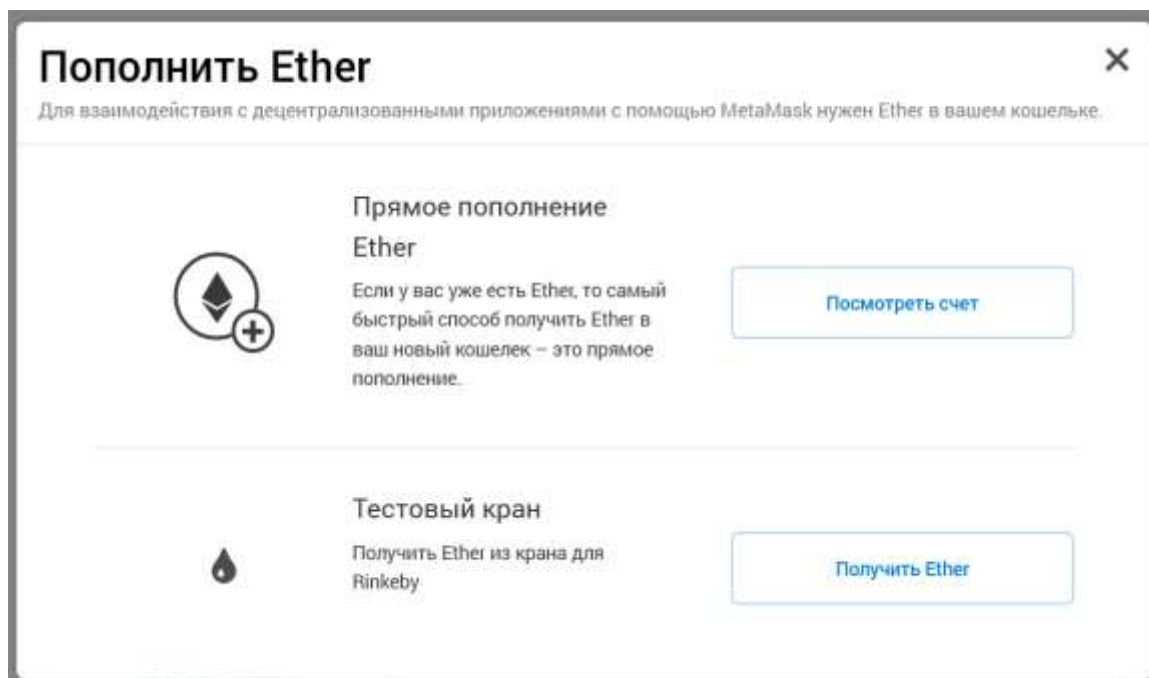 Пополнить Ether
Для взаимодействия с децентрализованными приложениями с помощью MetaMask нужен Ether в вашем кошельке.
Прямое пополнение
Ether
Если у вас уже есть Ether, то самый
быстрый способ получить Ether в
ваш новый кошелек – это прямое
пополнение.
Посмотреть счет
Тестовый кран
Получить Ether из крана для
Rinkeby
Получить Ether